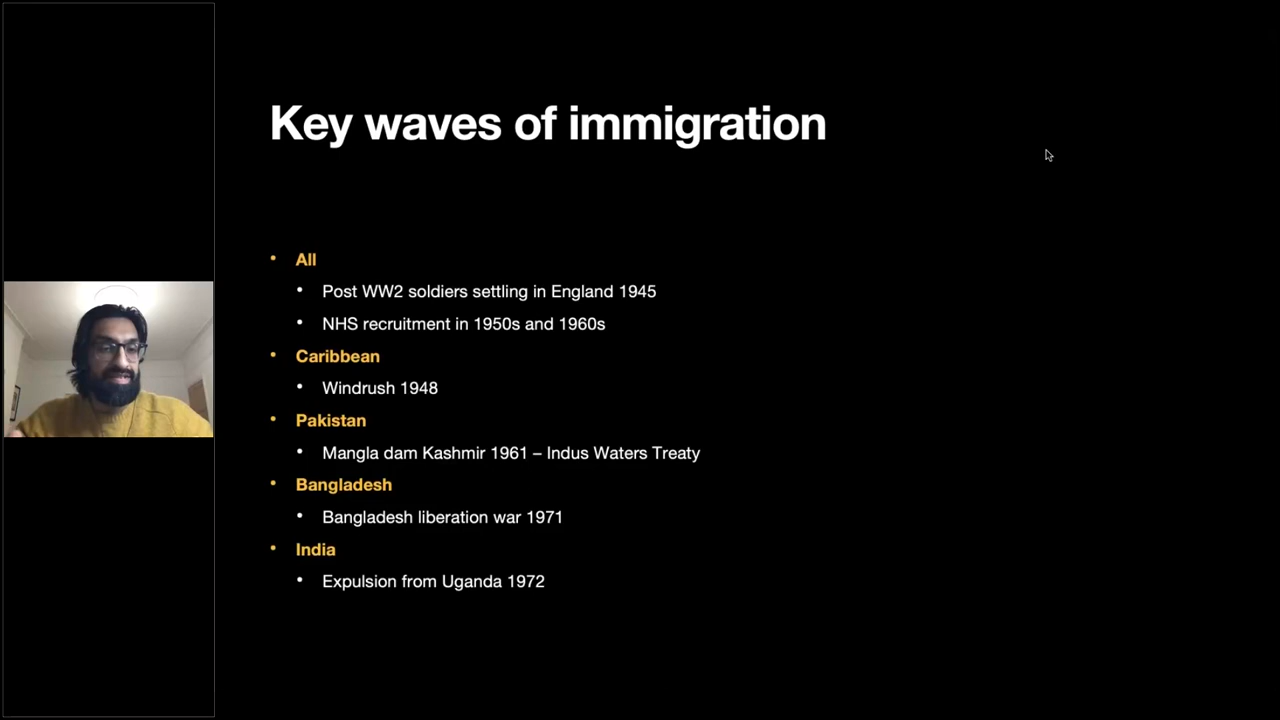 Key waves of immigration
• All
• Post WW2 soldiers settling in England 1945
• NHS recruitment in 1950s and 1960s
• Caribbean
• Windrush 1948
• Pakistan
• Mangla dam Kashmir 1961 – Indus Waters Treaty
• Bangladesh
• Bangladesh liberation war 1971
• India
• Expulsion from Uganda 1972